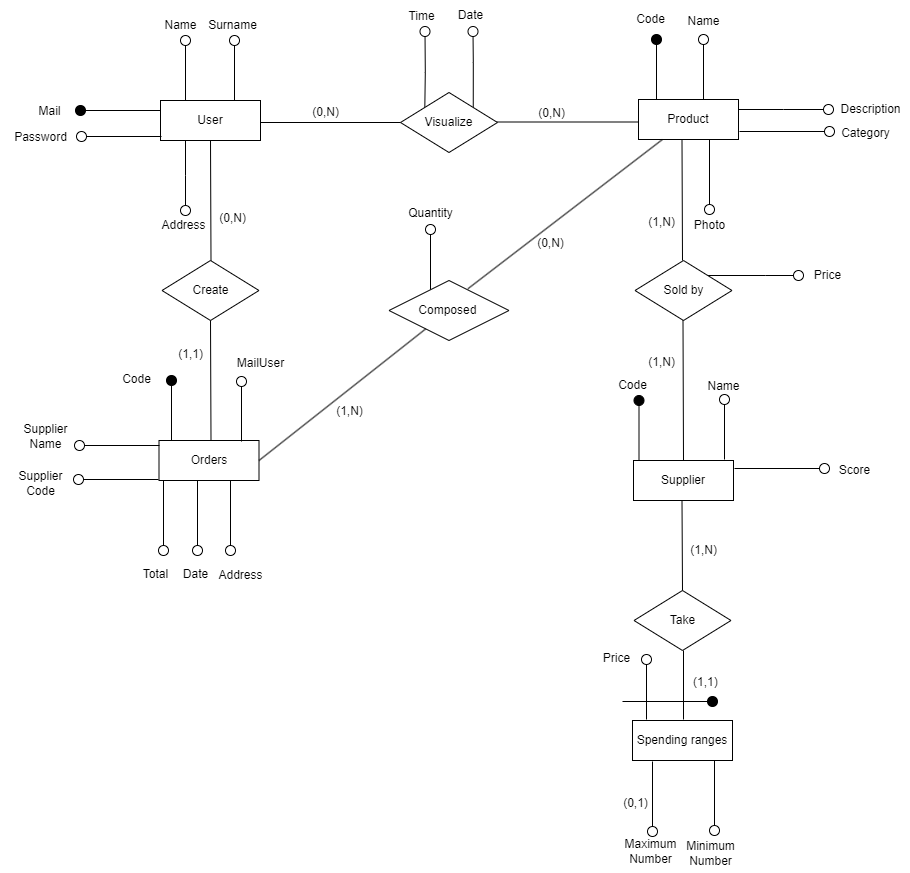 Name
Surname
Time
Date
Code
Name
Mail
Password
User
(0,N)
Visualize
(0,N)
Product
Description
Category
Address
(0,N)
Quantity
(0,N)
(1,N)
Photo
Create
Composed
Sold by
Price
(1,1)
MailUser
Code
(1,N)
(1,N)
Code
Name
Supplier
Name
Supplier
Code
Orders
Supplier
Score
Total
Date
Address
(1,N)
Take
Price
(1,1)
Spending ranges
(0,1)
Maximum
Number
Minimum
Number